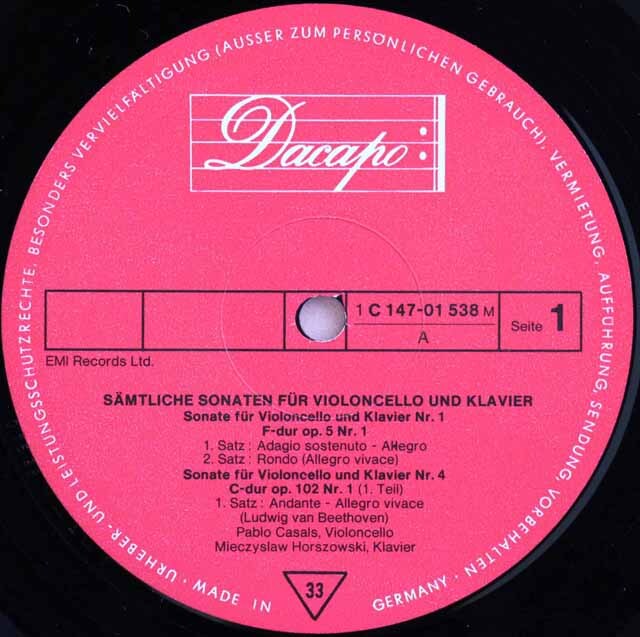 URHEBER- UND LEISTUNGSSCHUTZRECHTE, BESONDERS VERVIELFÄLTIGUNG (AUSSER ZUM PERSÖNLICHEN GEBRAUCH), VERMIETUNG, AUFFÜHRUNG, SENDUNG, VORBEHALTEN · GERMANY
Dacapo
1 C 147-01 538 M
A
Seite 1
EMI Records Ltd.
SÄMTLICHE SONATEN FÜR VIOLONCELLO UND KLAVIER
Sonate für Violoncello und Klavier Nr. 1
F-dur op. 5 Nr. 1
1. Satz: Adagio sostenuto - Allegro
2. Satz: Rondo (Allegro vivace)
Sonate für Violoncello und Klavier Nr. 4
C-dur op. 102 Nr. 1 (1. Teil)
1. Satz: Andante - Allegro vivace
(Ludwig van Beethoven)
Pablo Casals, Violoncello
Mieczyslaw Horszowski, Klavier
33
MADE IN